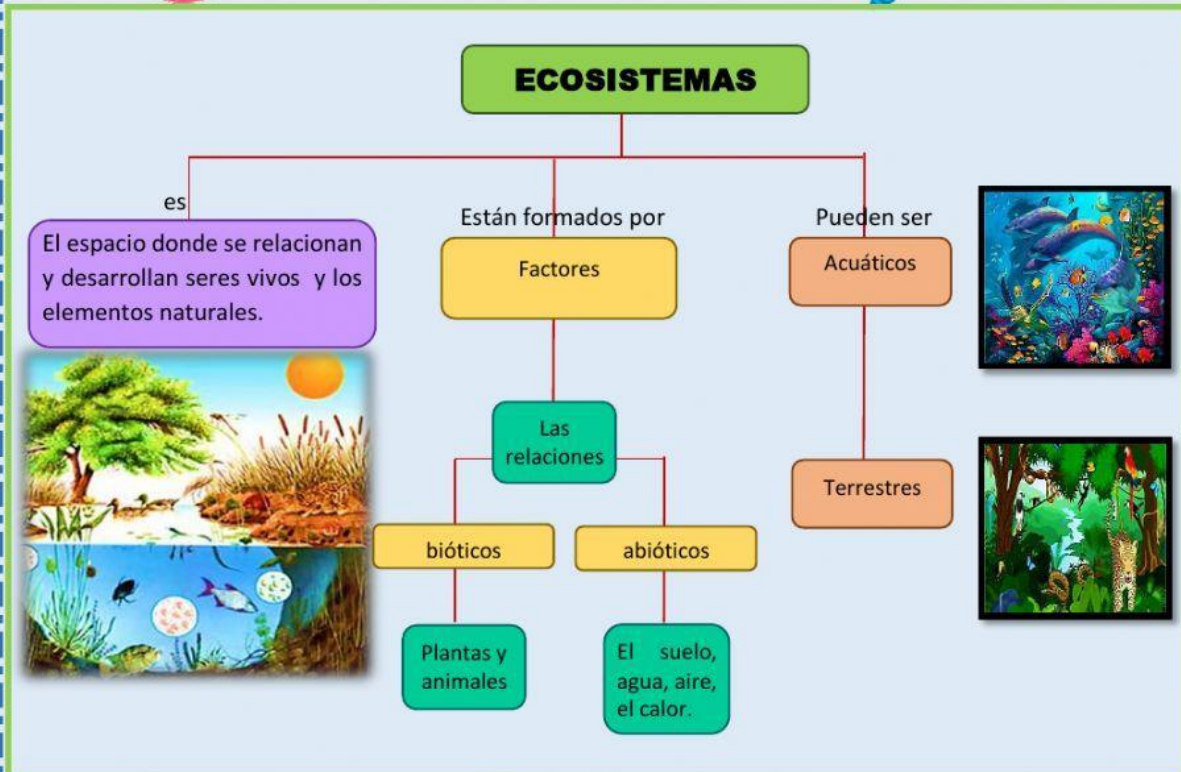 ECOSISTEMAS
es
El espacio donde se relacionan
y desarrollan seres vivos y los
elementos naturales.
Están formados por
Factores
Las
relaciones
bióticos
abióticos
Plantas y
animales
El suelo,
agua, aire,
el calor.
Pueden ser
Acuáticos
Terrestres